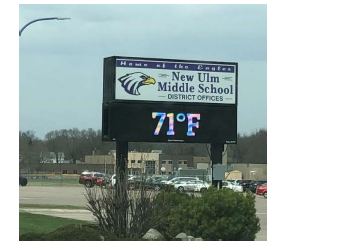 Home of the Eagles
New Ulm
Middle School
DISTRICT OFFICES
71°F